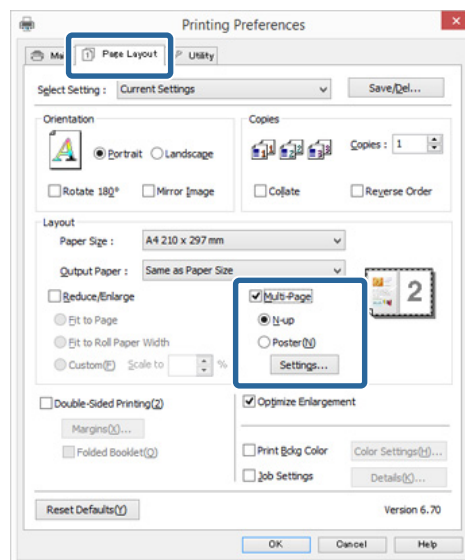 Printing Preferences
Page Layout Utility
Select Setting : Current Settings Save/Del...
Orientation Copies
Portrait Landscape Copies : 1
Rotate 180° Mirror Image Collate Reverse Order
Layout
Paper Size : A4 210 x 297 mm
Output Paper : Same as Paper Size
Reduce/Enlarge Multi-Page 2
Fit to Page N-up
Fit to Roll Paper Width Poster(N)
Custom(F) Scale to % Settings...
Double-Sided Printing(2) Optimize Enlargement
Margins(X)...
Folded Booklet(Q) Print Bckg Color Color Settings(H)...
Job Settings Details(K)...
Reset Defaults(Y) Version 6.70
OK Cancel Help